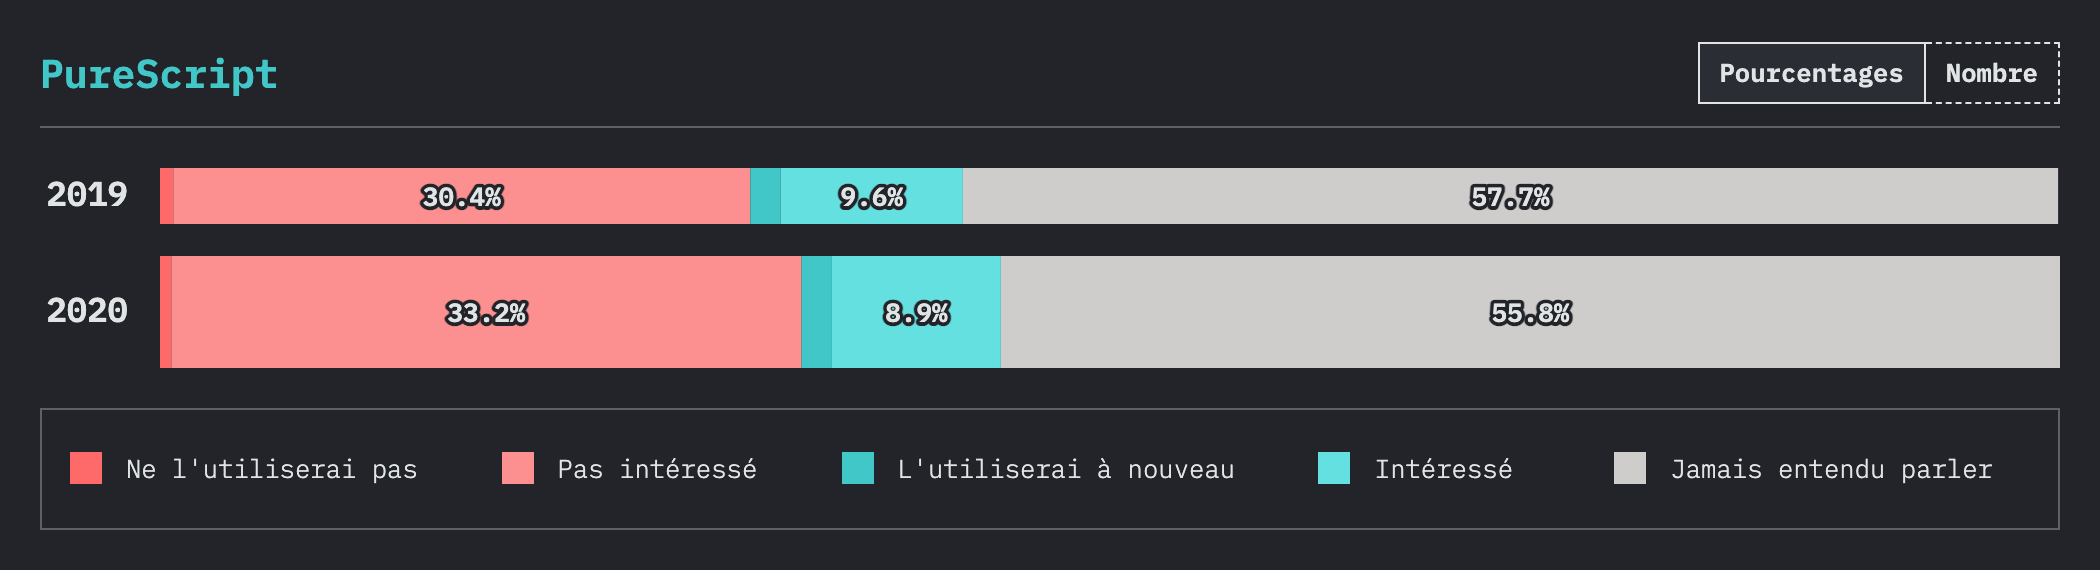 PureScript
Pourcentages Nombre
2019 30.4% 9.6% 57.7%
2020 33.2% 8.9% 55.8%
Ne l'utiliserai pas Pas intéressé L'utiliserai à nouveau Intéressé Jamais entendu parler